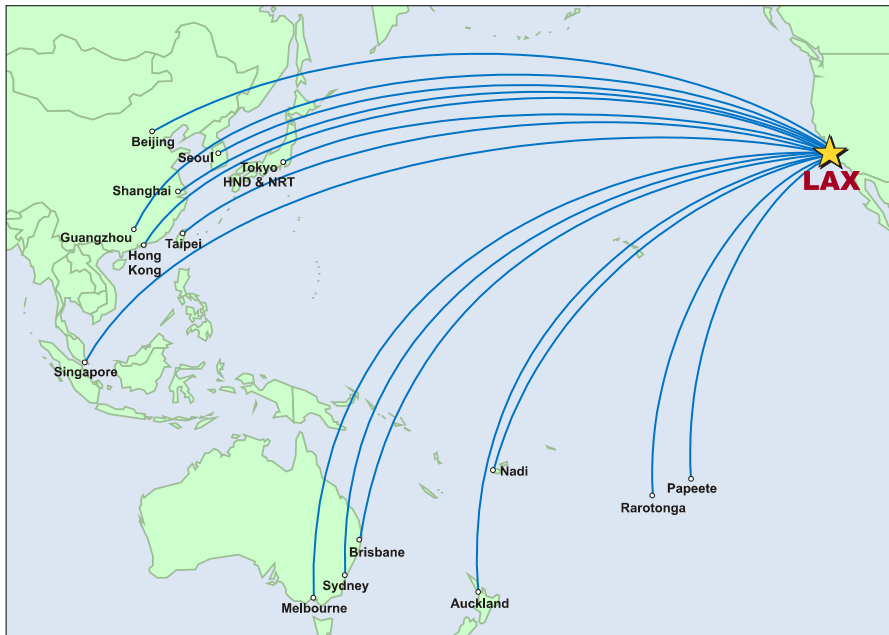 Beijing
Seoul
Tokyo
HND & NRT
LAX
Shanghai
Guangzhou
Taipei
Hong
Kong
Singapore
Nadi
Papeete
Rarotonga
Brisbane
Sydney
Auckland
Melbourne